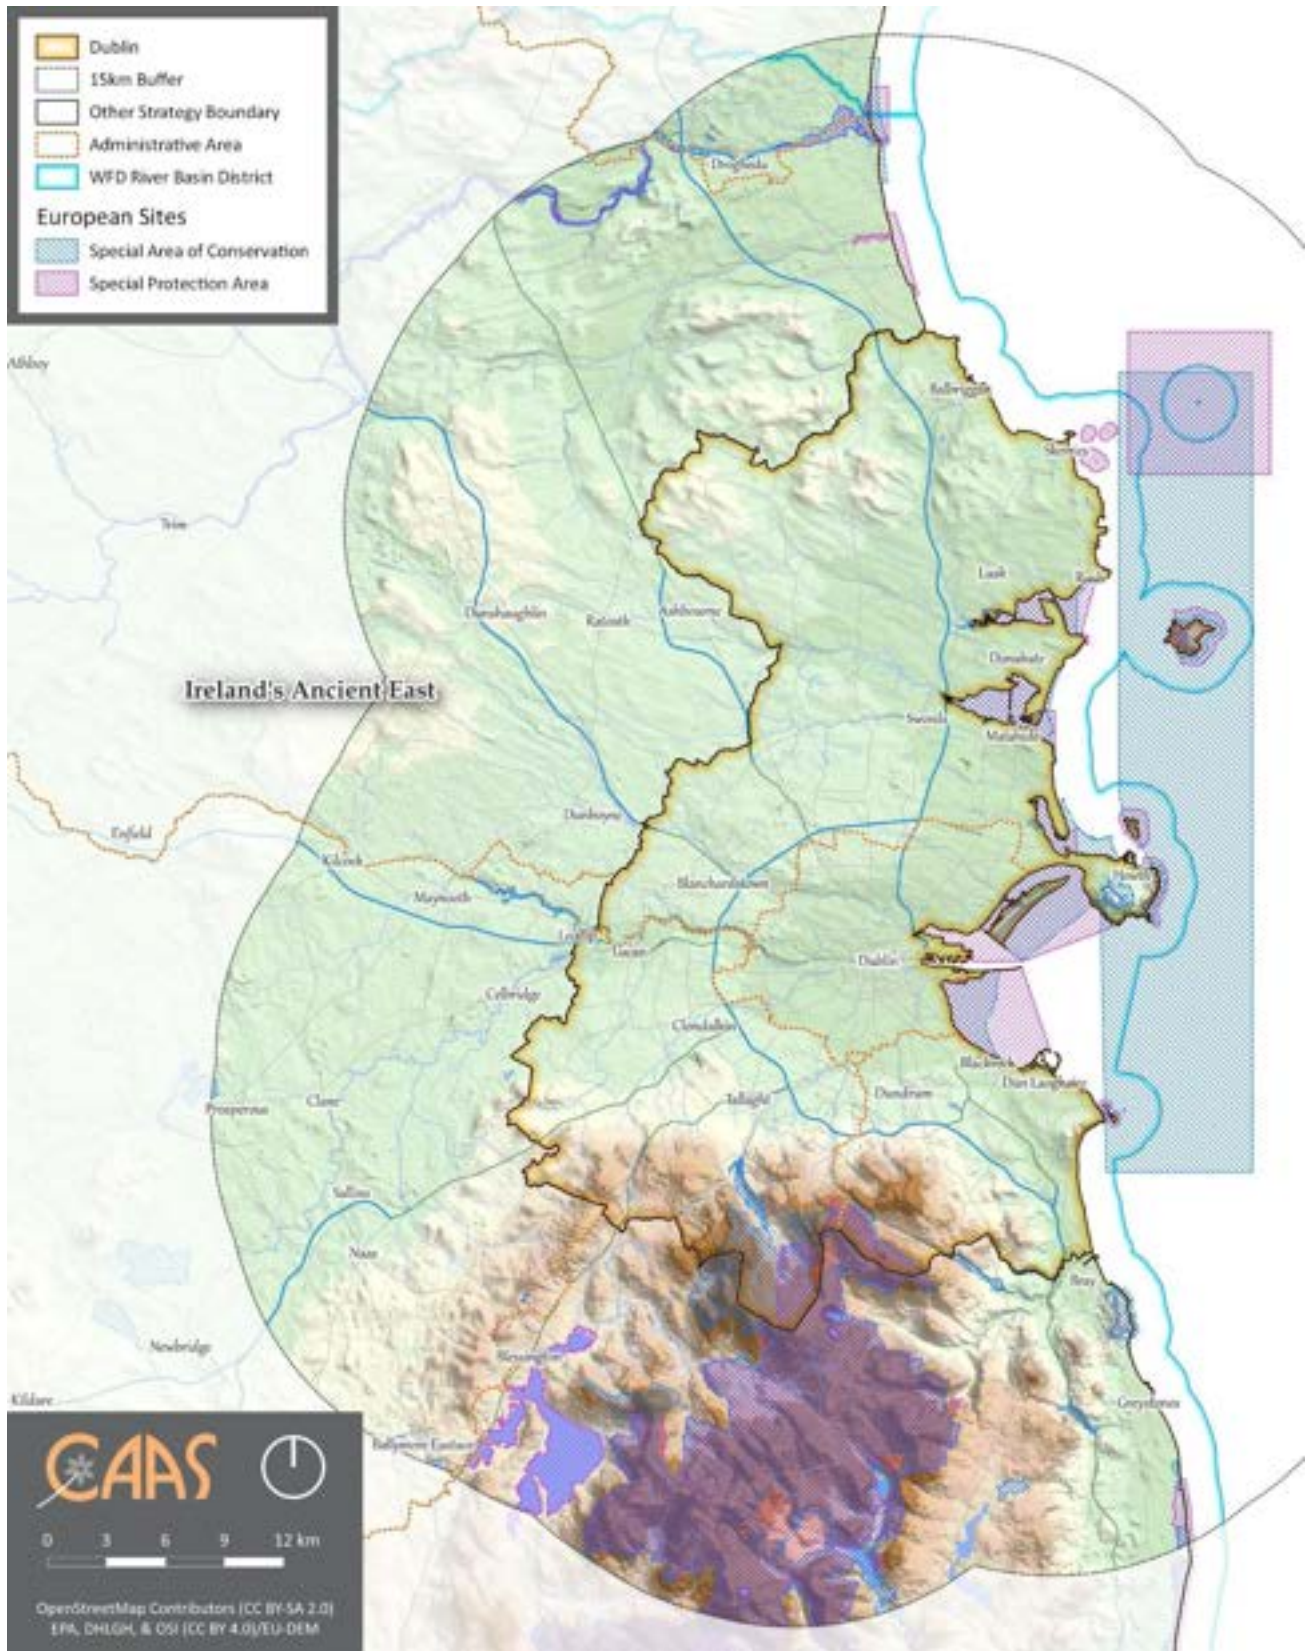 Dublin
15km Buffer
Other Strategy Boundary
Administrative Area
WFD River Basin District
European Sites
Special Area of Conservation
Special Protection Area
Drogheda
Athboy
Balbriggan
Skerries
Trim
Lusk
Rush
Dunshaughlin
Ratoath
Ashbourne
Donabate
Ireland's Ancient East
Swords
Malahide
Dunboyne
Enfield
Kilcock
Blanchardstown
Howth
Maynooth
Leixlip
Lucan
Dublin
Celbridge
Clondalkin
Blackrock
Dún Laoghaire
Prosperous
Clane
Tallaght
Dundrum
Sallins
Naas
Bray
Newbridge
Blessington
Kildare
Greystones
Ballymore Eustace
CAAS
0 3 6 9 12 km
OpenStreetMap Contributors (CC BY-SA 2.0)
EPA, DHLGH, & OSI (CC BY 4.0)/EU-DEM